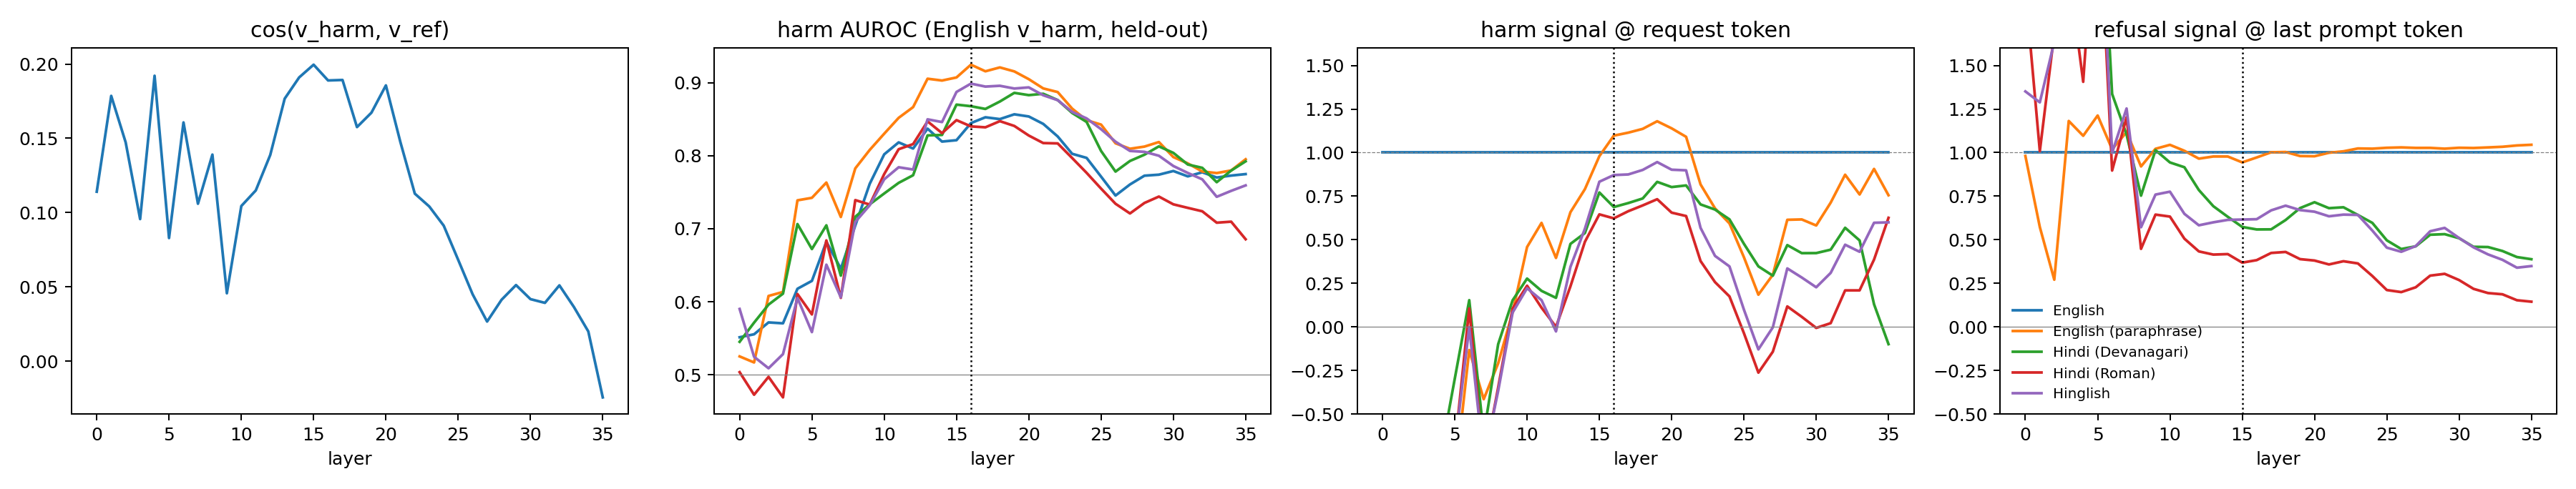 cos(v_harm, v_ref)
0.20
0.15
0.10
0.05
0.00
0 5 10 15 20 25 30 35
layer
harm AUROC (English v_harm, held-out)
0.9
0.8
0.7
0.6
0.5
0 5 10 15 20 25 30 35
layer
harm signal @ request token
1.50
1.25
1.00
0.75
0.50
0.25
0.00
−0.25
−0.50
0 5 10 15 20 25 30 35
layer
refusal signal @ last prompt token
1.50
1.25
1.00
0.75
0.50
0.25
0.00
−0.25
−0.50
English
English (paraphrase)
Hindi (Devanagari)
Hindi (Roman)
Hinglish
0 5 10 15 20 25 30 35
layer